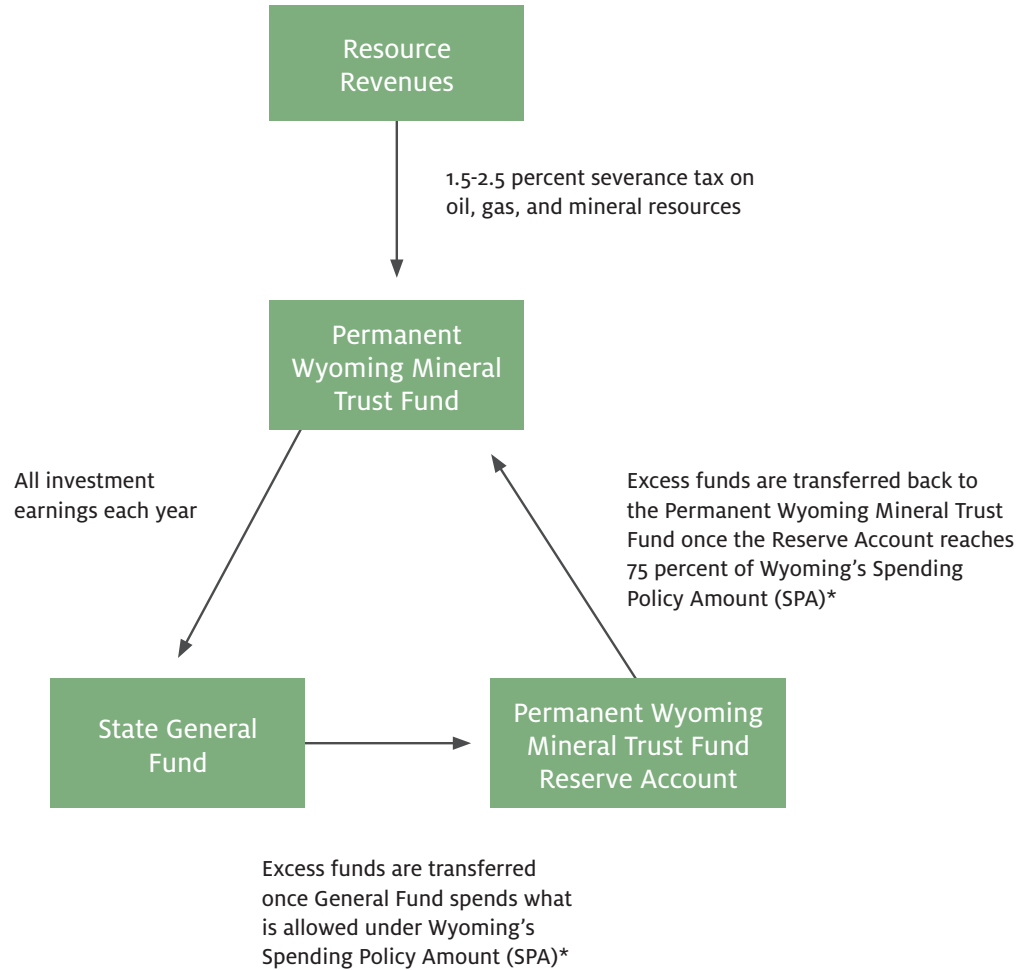 Resource
Revenues
1.5-2.5 percent severance tax on
oil, gas, and mineral resources
Permanent
Wyoming Mineral
Trust Fund
All investment
earnings each year
Excess funds are transferred back to
the Permanent Wyoming Mineral Trust
Fund once the Reserve Account reaches
75 percent of Wyoming’s Spending
Policy Amount (SPA)*
State General
Fund
Permanent Wyoming
Mineral Trust Fund
Reserve Account
Excess funds are transferred
once General Fund spends what
is allowed under Wyoming’s
Spending Policy Amount (SPA)*